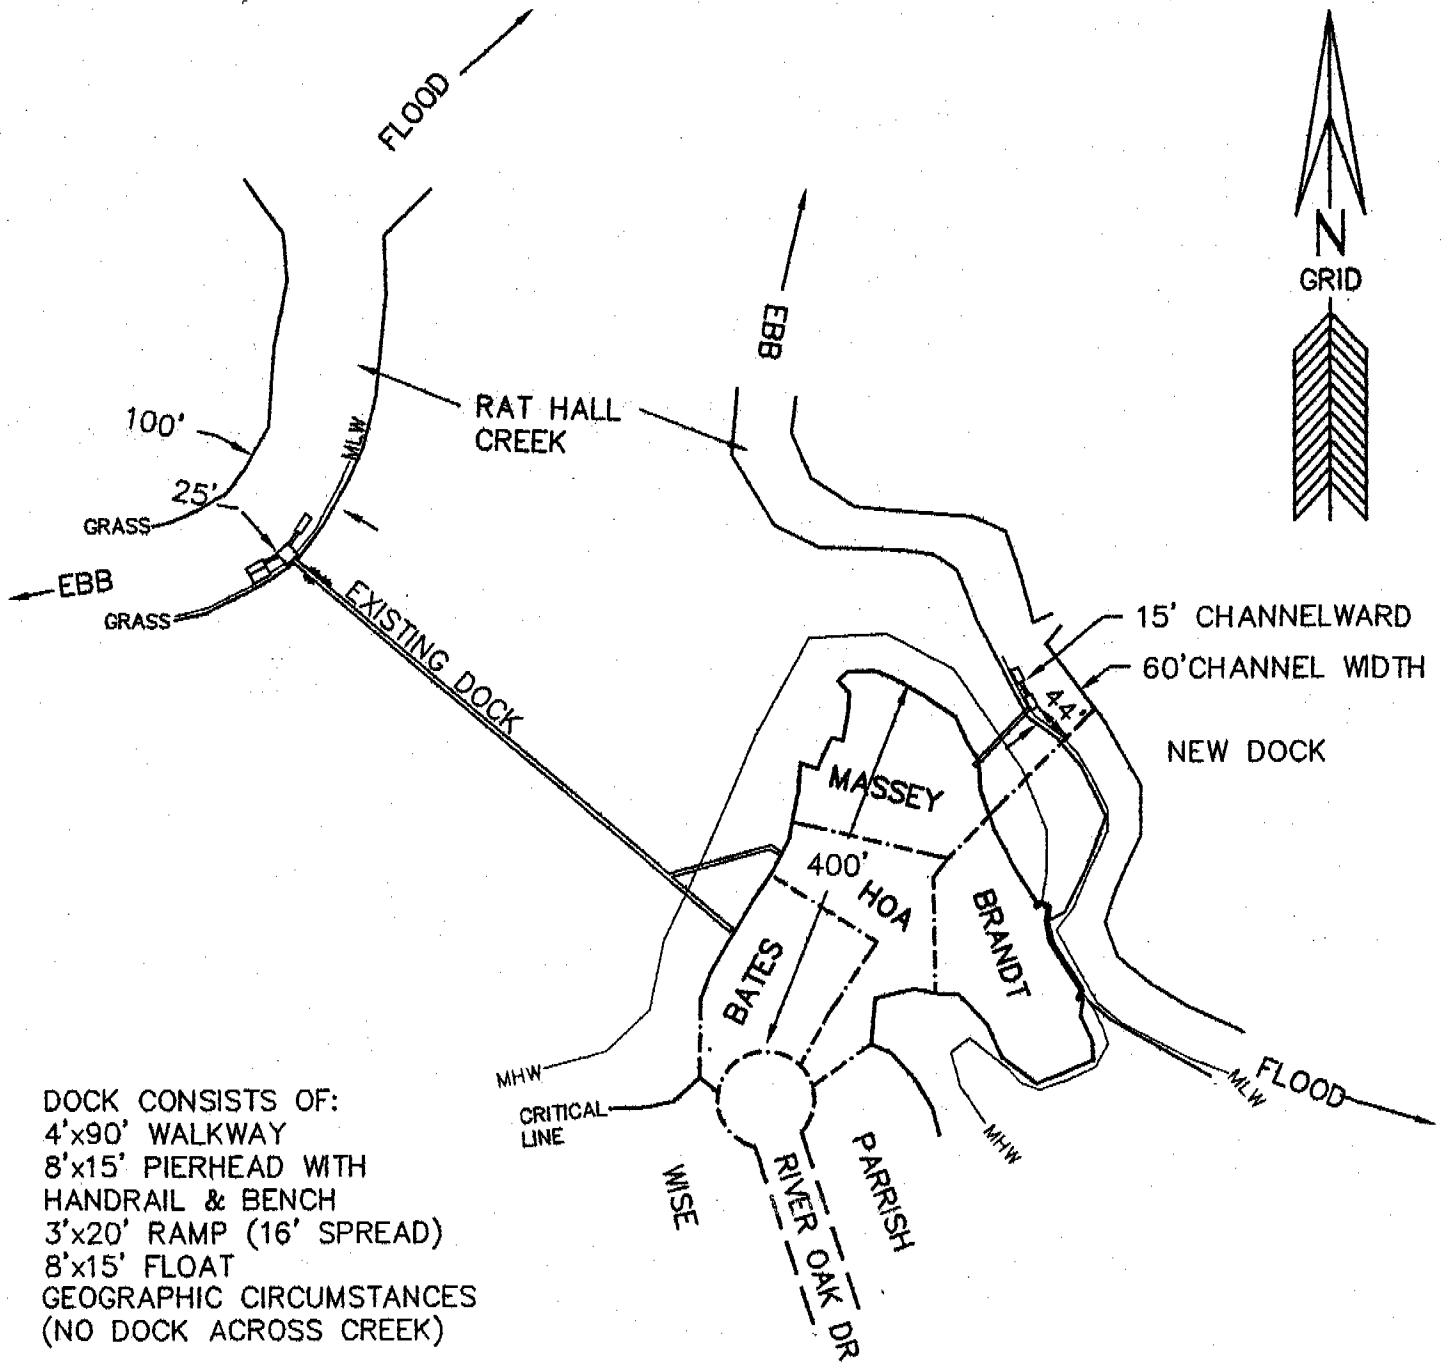 FLOOD
N
GRID
EBB
RAT HALL
CREEK
100'
MLW
25'
GRASS
EBB
GRASS
EXISTING DOCK
15' CHANNELWARD
60'CHANNEL WIDTH
44'
NEW DOCK
MASSEY
400'
HOA
BRANDT
BATES
MHW
CRITICAL
LINE
FLOOD
MLW
MHW
WISE
RIVER OAK DR
PARRISH
DOCK CONSISTS OF:
4'x90' WALKWAY
8'x15' PIERHEAD WITH
HANDRAIL & BENCH
3'x20' RAMP (16' SPREAD)
8'x15' FLOAT
GEOGRAPHIC CIRCUMSTANCES
(NO DOCK ACROSS CREEK)